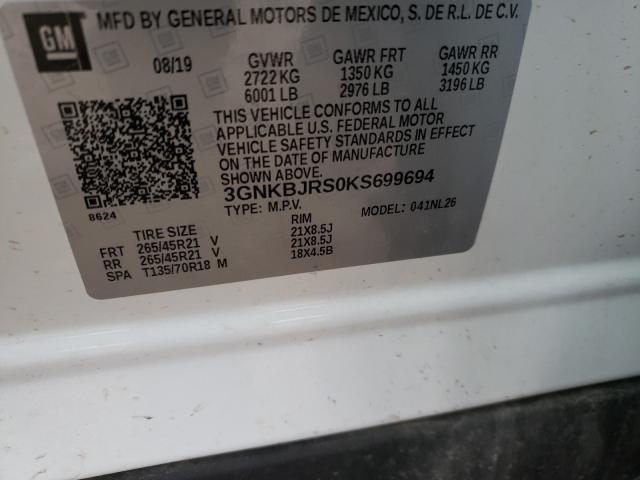 GM
MFD BY GENERAL MOTORS DE MEXICO, S. DE R.L. DE C.V.
08/19 GVWR GAWR FRT GAWR RR
2722 KG 1350 KG 1450 KG
6001 LB 2976 LB 3196 LB
THIS VEHICLE CONFORMS TO ALL
APPLICABLE U.S. FEDERAL MOTOR
VEHICLE SAFETY STANDARDS IN EFFECT
ON THE DATE OF MANUFACTURE
SHOWN ABOVE.
3GNKBJRS0KS699694
8624 TYPE: M.P.V. MODEL: 041NL26
TIRE SIZE RIM
FRT 265/45R21 V 21X8.5J
RR 265/45R21 V 21X8.5J
SPA T135/70R18 M 18X4.5B